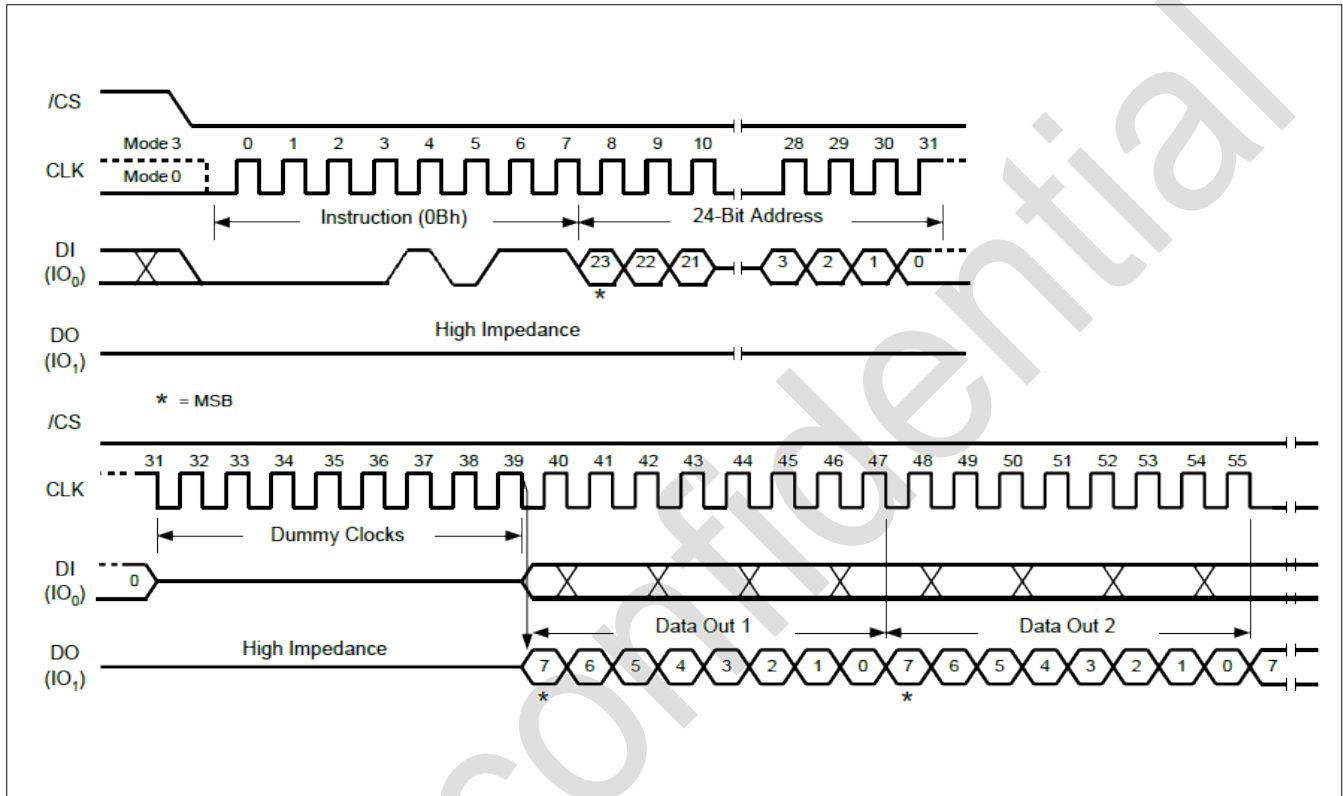 /CS
Mode 3 0 1 2 3 4 5 6 7 8 9 10 28 29 30 31
CLK
Mode 0
Instruction (0Bh) 24-Bit Address
DI
(IO0) 23 22 21 3 2 1 0
*
High Impedance
DO
(IO1)
* = MSB
/CS
31 32 33 34 35 36 37 38 39 40 41 42 43 44 45 46 47 48 49 50 51 52 53 54 55
CLK
Dummy Clocks
DI
(IO0) 0
Data Out 1 Data Out 2
High Impedance
DO
(IO1) 7 6 5 4 3 2 1 0 7 6 5 4 3 2 1 0 7
* *
confidential